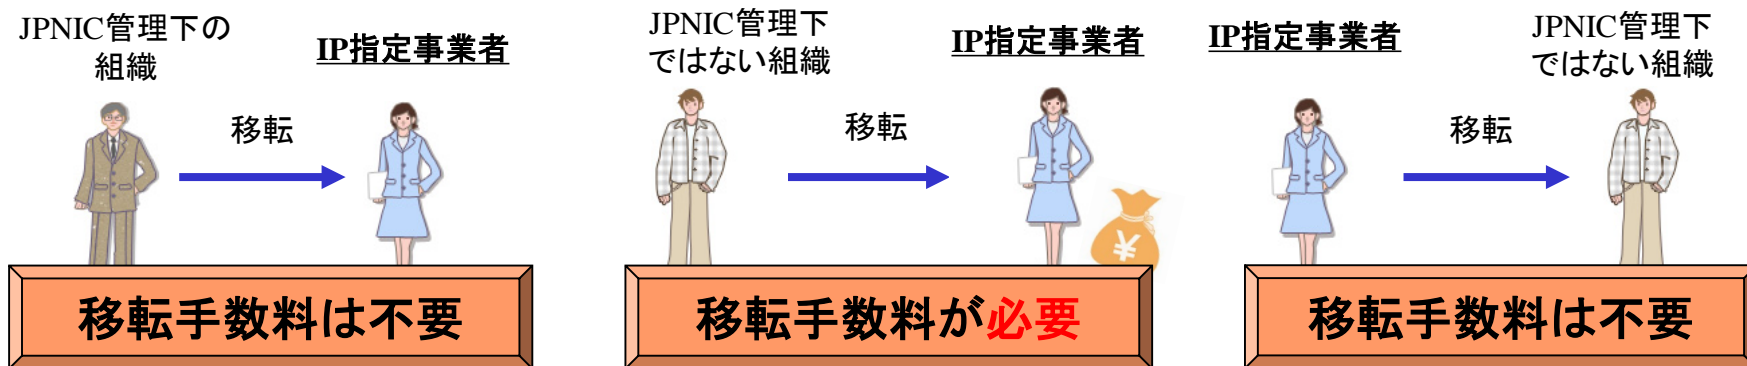 JPNIC管理下の
組織
IP指定事業者
移転
移転手数料は不要
JPNIC管理下
ではない組織
IP指定事業者
移転
¥
移転手数料が必要
IP指定事業者
JPNIC管理下
ではない組織
移転
移転手数料は不要